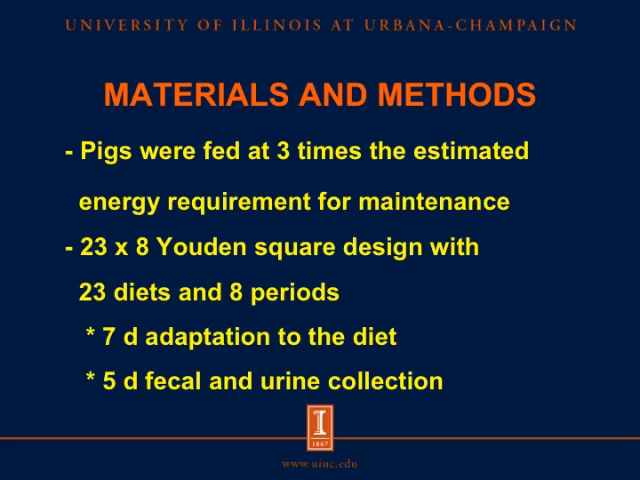 UNIVERSITY OF ILLINOIS AT URBANA-CHAMPAIGN
MATERIALS AND METHODS
- Pigs were fed at 3 times the estimated
energy requirement for maintenance
- 23 x 8 Youden square design with
23 diets and 8 periods
* 7 d adaptation to the diet
* 5 d fecal and urine collection
I
1867
www.uiuc.edu